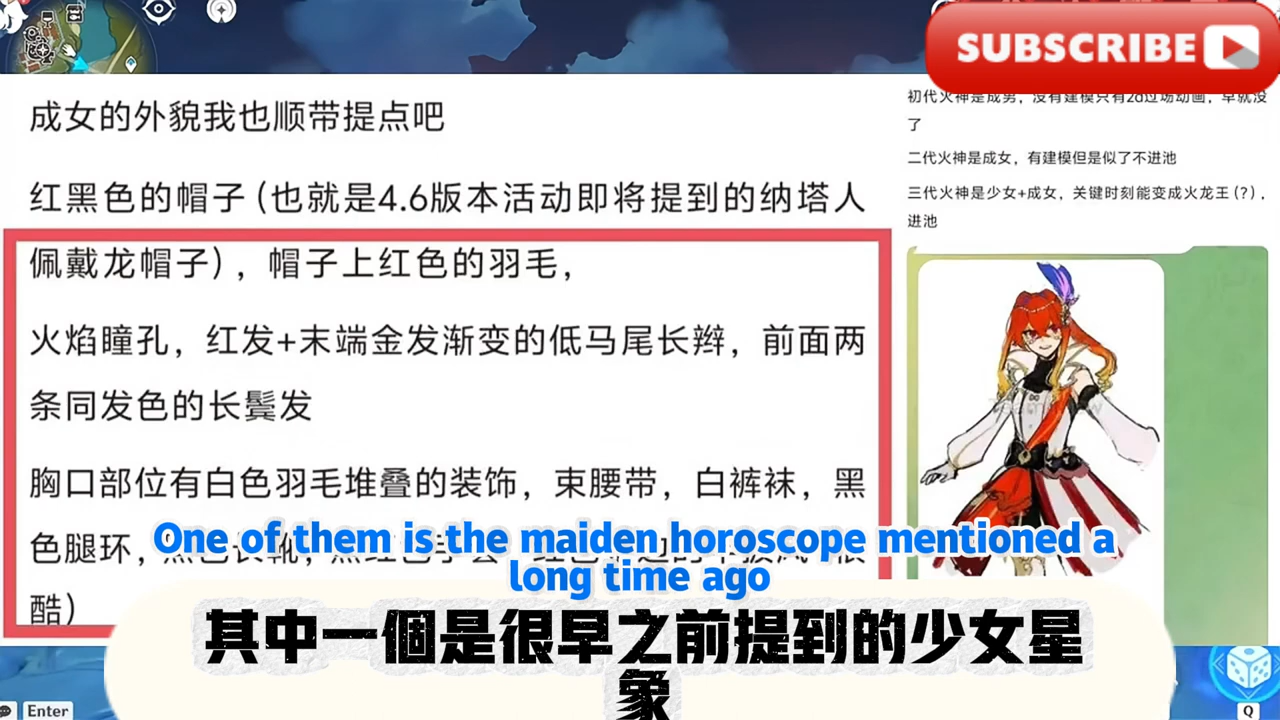 SUBSCRIBE
成女的外貌我也顺带提点吧
红黑色的帽子(也就是4.6版本活动即将提到的纳塔人
佩戴龙帽子)，帽子上红色的羽毛，
火焰瞳孔，红发+末端金发渐变的低马尾长辫，前面两
条同发色的长鬓发
胸口部位有白色羽毛堆叠的装饰，束腰带，白裤袜，黑
色腿环，
酷)
初代火神是成男，没有建模只有2d过场动画，早就没
了
二代火神是成女，有建模但是似了不进池
三代火神是少女+成女，关键时刻能变成火龙王(?)，
进池
One of them is the maiden horoscope mentioned a
long time ago
其中一個是很早之前提到的少女星
象
Enter
Q